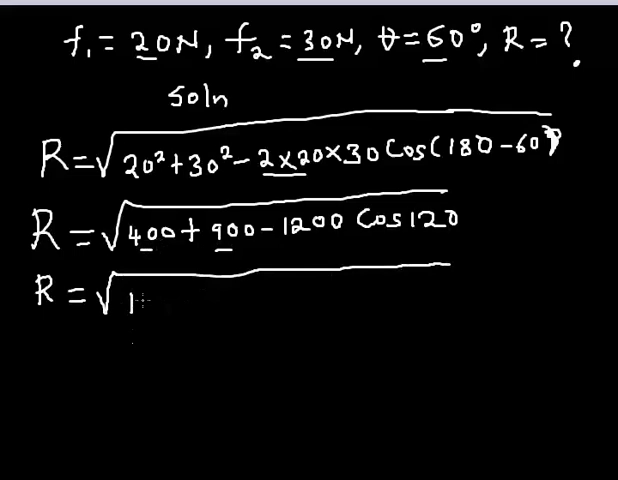 f₁ = 20N, f₂ = 30N, θ = 60°, R = ?
soln
R = √20² + 30² - 2 × 20 × 30 Cos(180 - 60)
R = √400 + 900 - 1200 Cos 120
R = √1